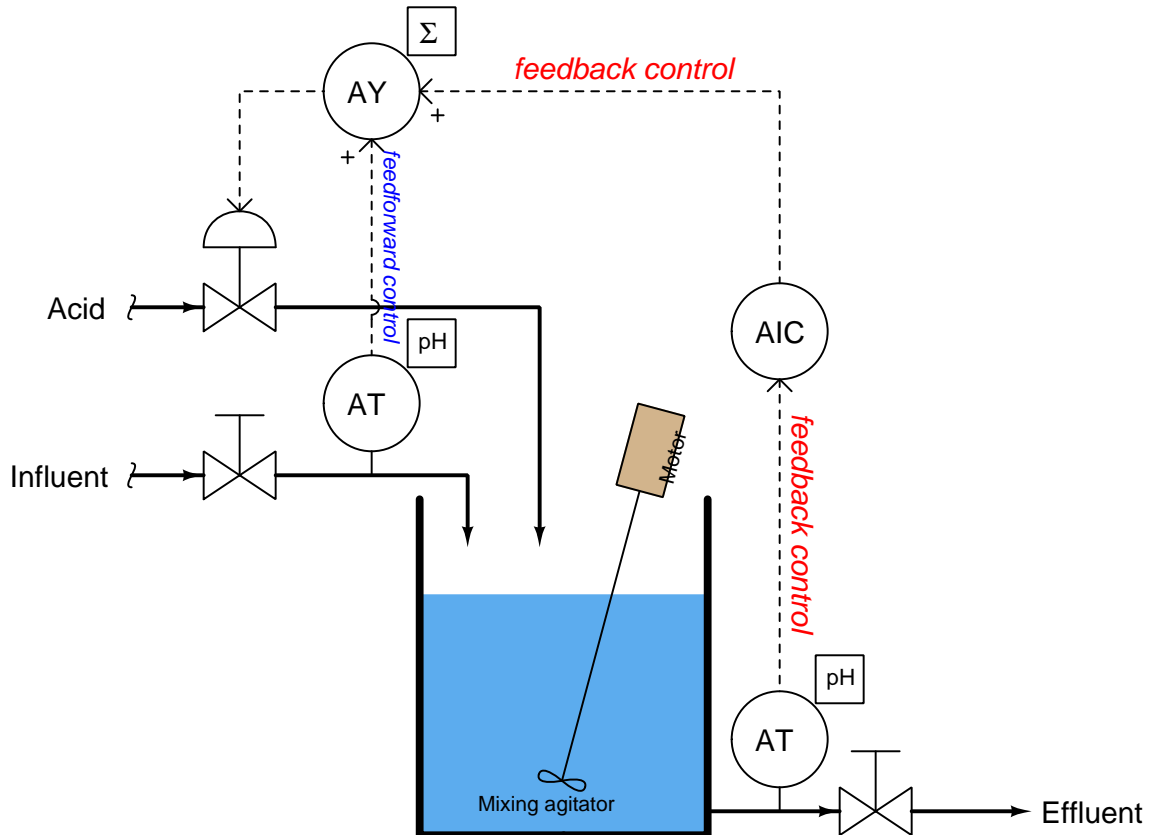 Σ
AY
feedback control
+
+
feedforward control
Acid
pH
AIC
AT
Motor
Influent
feedback control
pH
AT
Mixing agitator
Effluent